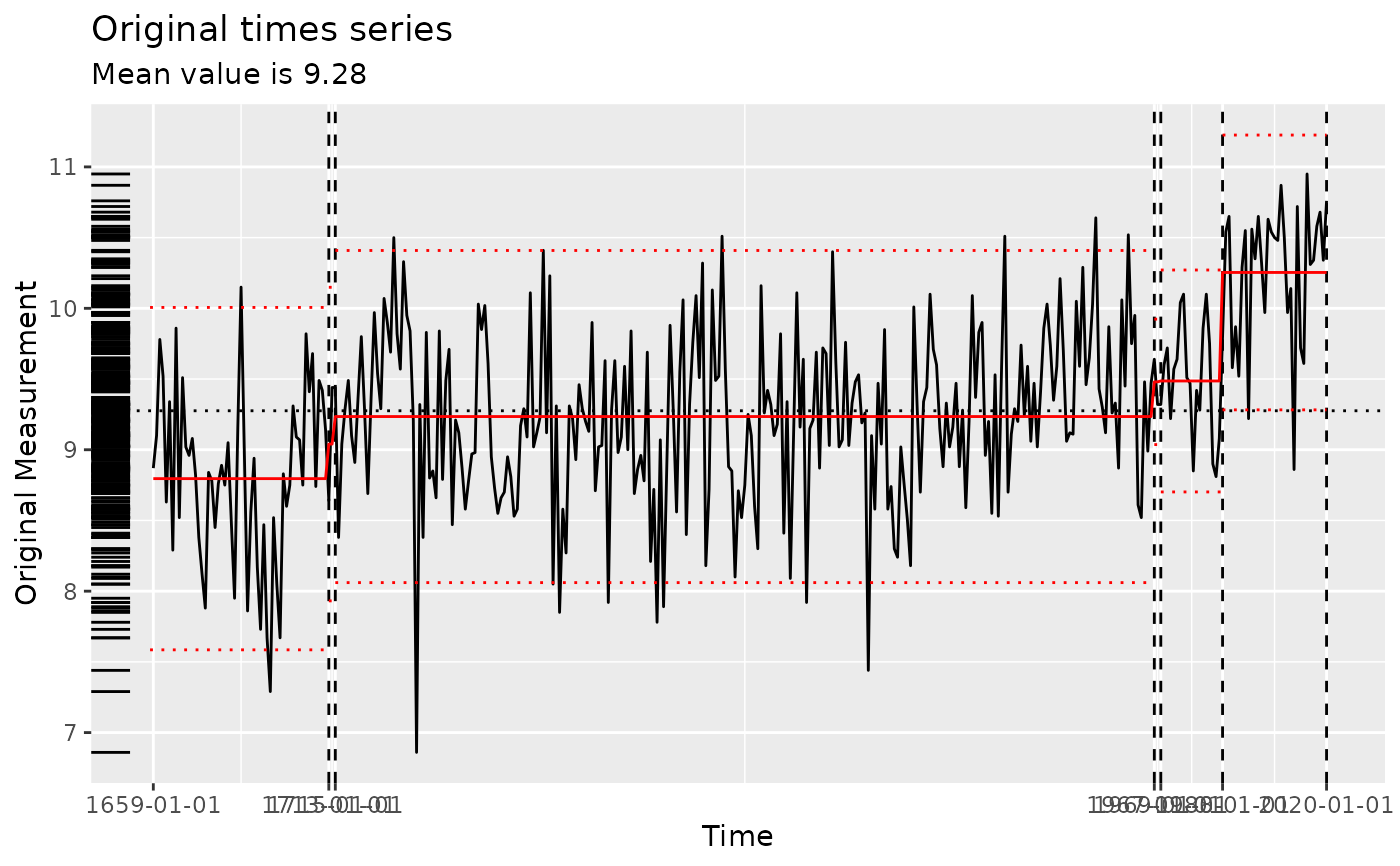 Original times series
Mean value is 9.28
11
10
9
8
7
Original Measurement
1659-01-01
2020-01-01
Time